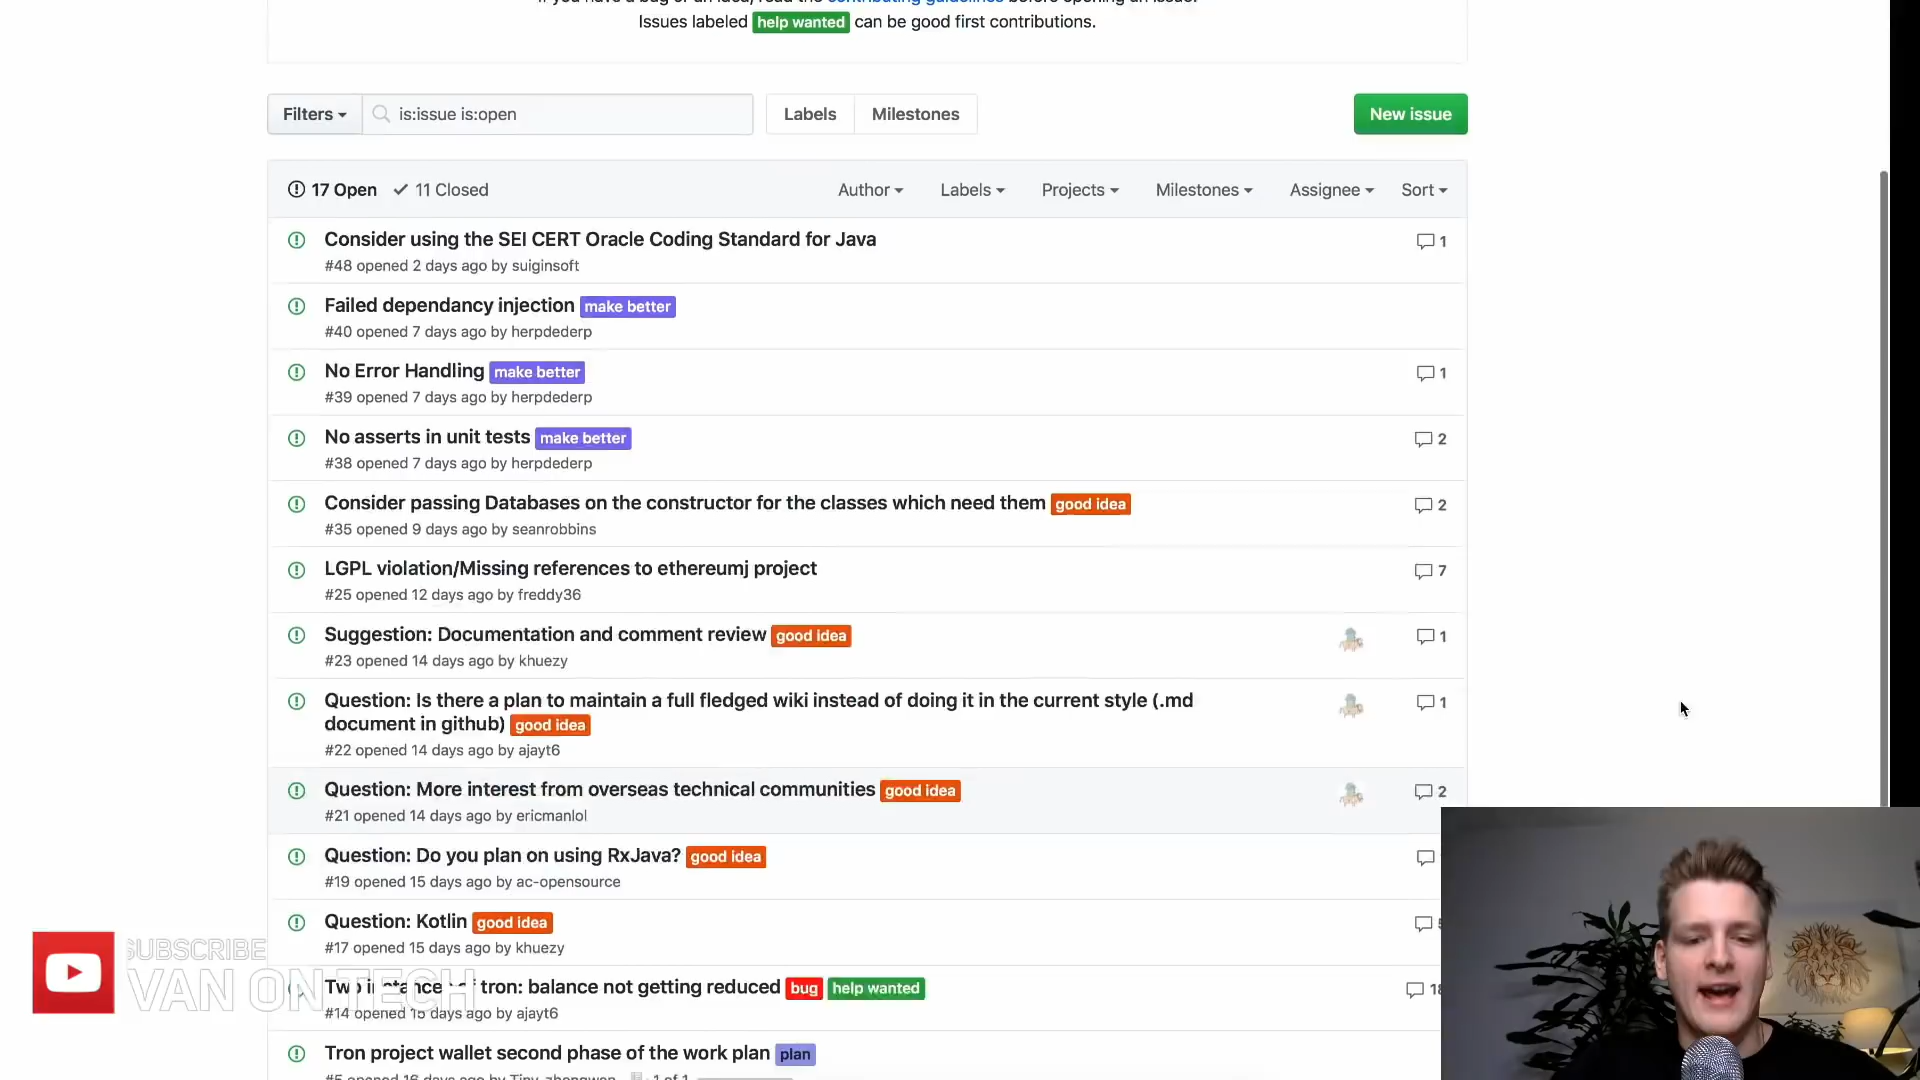 Issues labeled help wanted can be good first contributions.
Filters
is:issue is:open
Labels
Milestones
New issue
17 Open
11 Closed
Author
Labels
Projects
Milestones
Assignee
Sort
Consider using the SEI CERT Oracle Coding Standard for Java
1
#48 opened 2 days ago by suiginsoft
Failed dependancy injection make better
#40 opened 7 days ago by herpdederp
No Error Handling make better
1
#39 opened 7 days ago by herpdederp
No asserts in unit tests make better
2
#38 opened 7 days ago by herpdederp
Consider passing Databases on the constructor for the classes which need them good idea
2
#35 opened 9 days ago by seanrobbins
LGPL violation/Missing references to ethereumj project
7
#25 opened 12 days ago by freddy36
Suggestion: Documentation and comment review good idea
1
#23 opened 14 days ago by khuezy
Question: Is there a plan to maintain a full fledged wiki instead of doing it in the current style (.md
1
document in github) good idea
#22 opened 14 days ago by ajayt6
Question: More interest from overseas technical communities good idea
2
#21 opened 14 days ago by ericmanlol
Question: Do you plan on using RxJava? good idea
#19 opened 15 days ago by ac-opensource
Question: Kotlin good idea
#17 opened 15 days ago by khuezy
SUBSCRIBE
VAN ON TECH
Two instances of tron: balance not getting reduced bug help wanted
#14 opened 15 days ago by ajayt6
Tron project wallet second phase of the work plan plan